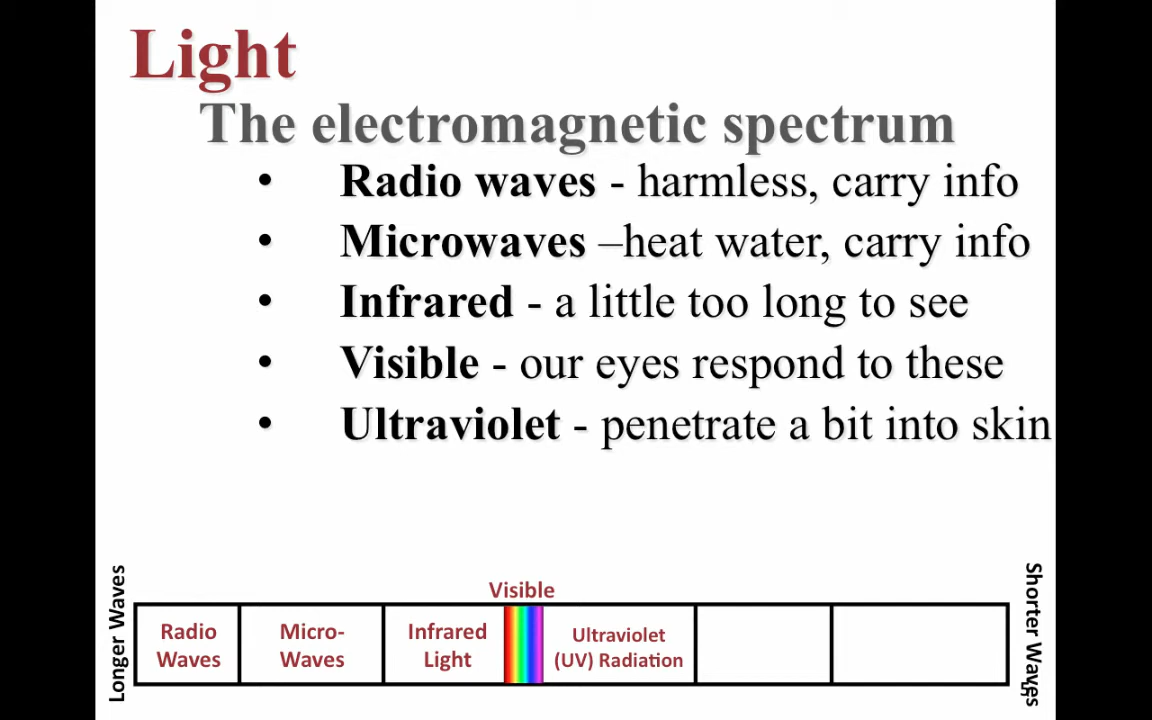 Light
The electromagnetic spectrum
• Radio waves - harmless, carry info
• Microwaves –heat water, carry info
• Infrared - a little too long to see
• Visible - our eyes respond to these
• Ultraviolet - penetrate a bit into skin
Longer Waves
Visible
Radio
Waves
Micro-
Waves
Infrared
Light
Ultraviolet
(UV) Radiation
Shorter Waves